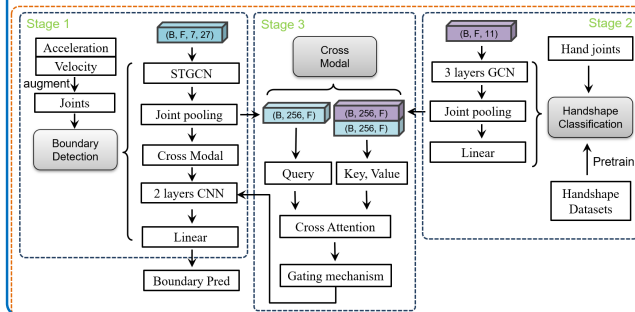 Stage 1
Acceleration
Velocity
augment
Joints
Boundary
Detection
(B, F, 7, 27)
STGCN
Joint pooling
Cross Modal
2 layers CNN
Linear
Boundary Pred
Stage 3
Cross
Modal
(B, 256, F)
(B, 256, F)
(B, 256, F)
Query
Key, Value
Cross Attention
Gating mechanism
Stage 2
(B, F, 11)
3 layers GCN
Joint pooling
Linear
Hand joints
Handshape
Classification
Pretrain
Handshape
Datasets